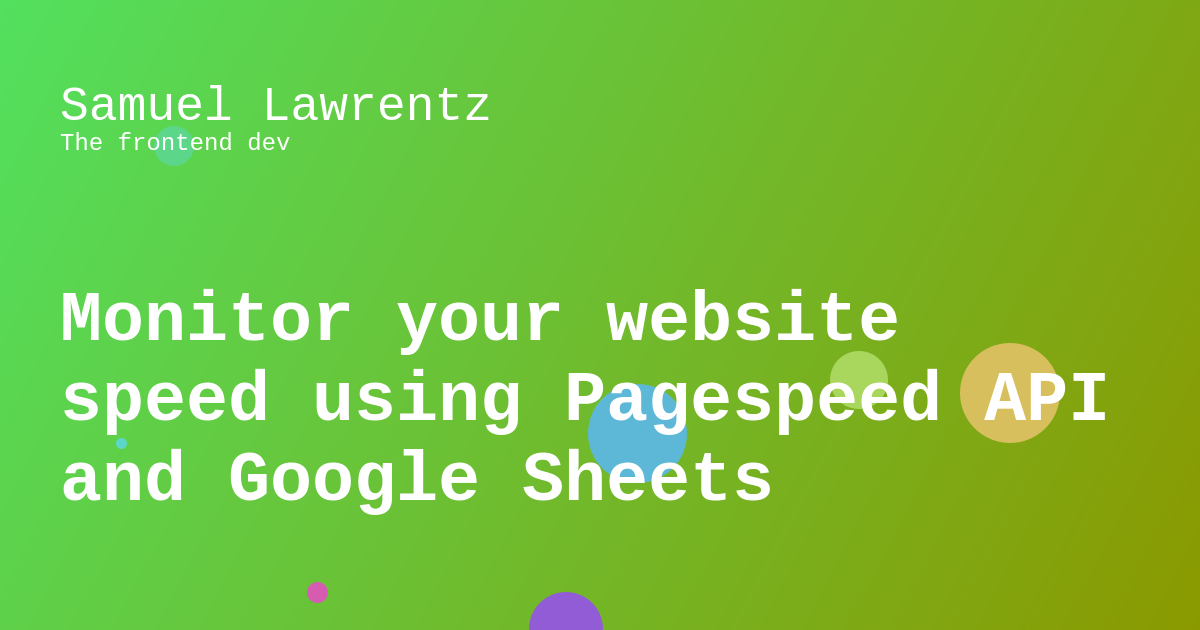 Samuel Lawrentz
The frontend dev
Monitor your website
speed using Pagespeed API
and Google Sheets